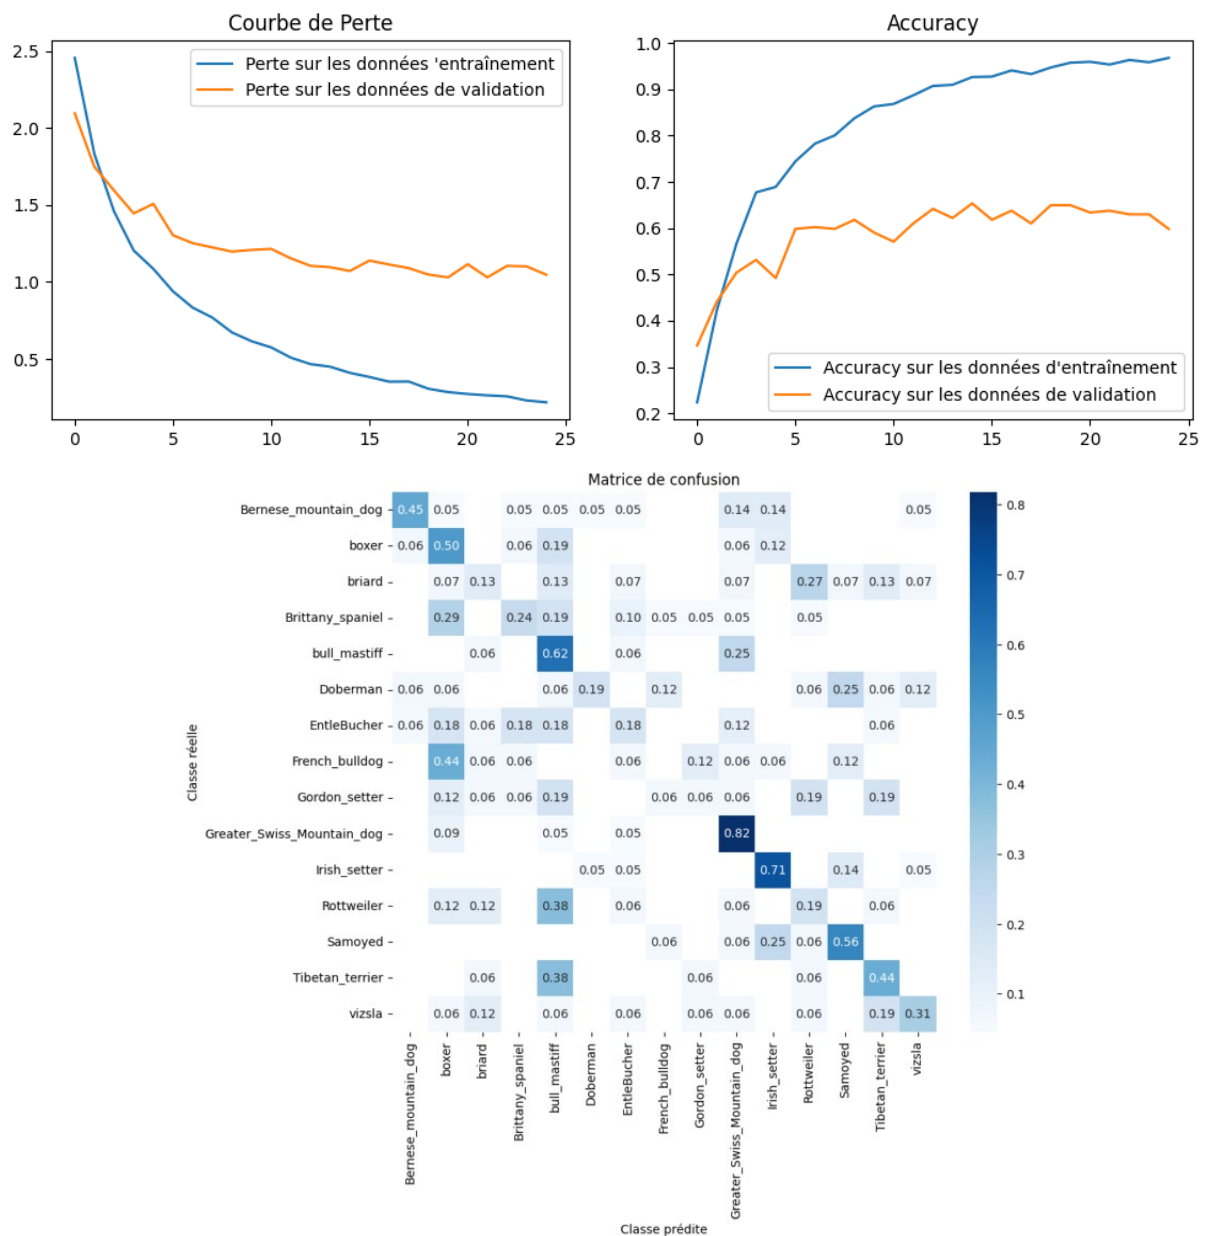 Courbe de Perte
2.5
2.0
1.5
1.0
0.5
0 5 10 15 20 25
Perte sur les données 'entraînement
Perte sur les données de validation
Accuracy
1.0
0.9
0.8
0.7
0.6
0.5
0.4
0.3
0.2
0 5 10 15 20 25
Accuracy sur les données d'entraînement
Accuracy sur les données de validation
Matrice de confusion
Classe réelle
Bernese_mountain_dog 0.45 0.05 0.05 0.05 0.05 0.05 0.14 0.14 0.05
boxer 0.06 0.50 0.06 0.19 0.06 0.12
briard 0.07 0.13 0.13 0.07 0.07 0.27 0.07 0.13 0.07
Brittany_spaniel 0.29 0.24 0.19 0.10 0.05 0.05 0.05 0.05
bull_mastiff 0.06 0.62 0.06 0.25
Doberman 0.06 0.06 0.06 0.19 0.12 0.06 0.25 0.06 0.12
EntleBucher 0.06 0.18 0.06 0.18 0.18 0.18 0.12 0.06
French_bulldog 0.44 0.06 0.06 0.06 0.12 0.06 0.06 0.12
Gordon_setter 0.12 0.06 0.06 0.19 0.06 0.06 0.06 0.19 0.19
Greater_Swiss_Mountain_dog 0.09 0.05 0.05 0.82
Irish_setter 0.05 0.05 0.71 0.14 0.05
Rottweiler 0.12 0.12 0.38 0.06 0.06 0.19 0.06
Samoyed 0.06 0.06 0.25 0.06 0.56
Tibetan_terrier 0.06 0.38 0.06 0.06 0.44
vizsla 0.06 0.12 0.06 0.06 0.06 0.06 0.06 0.19 0.31
Bernese_mountain_dog
boxer
briard
Brittany_spaniel
bull_mastiff
Doberman
EntleBucher
French_bulldog
Gordon_setter
Greater_Swiss_Mountain_dog
Irish_setter
Rottweiler
Samoyed
Tibetan_terrier
vizsla
Classe prédite
0.8
0.7
0.6
0.5
0.4
0.3
0.2
0.1